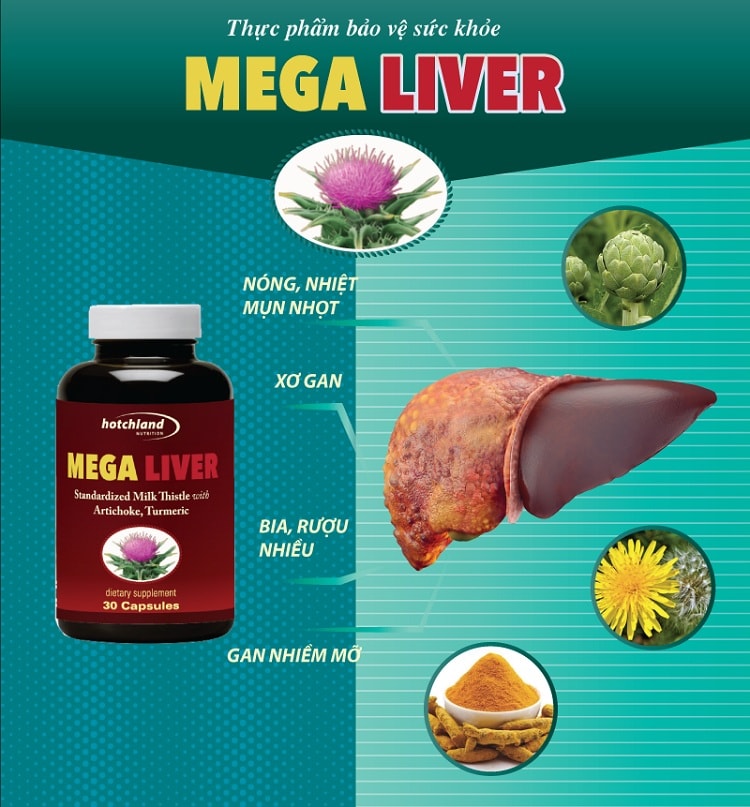 Thực phẩm bảo vệ sức khỏe
MEGA LIVER
NÓNG, NHIỆT
MỤN NHỌT
XƠ GAN
BIA, RƯỢU
NHIỀU
GAN NHIỄM MỠ
hotchland
NUTRITION
MEGA LIVER
Standardized Milk Thistle with
Artichoke, Turmeric
dietary supplement
30 Capsules